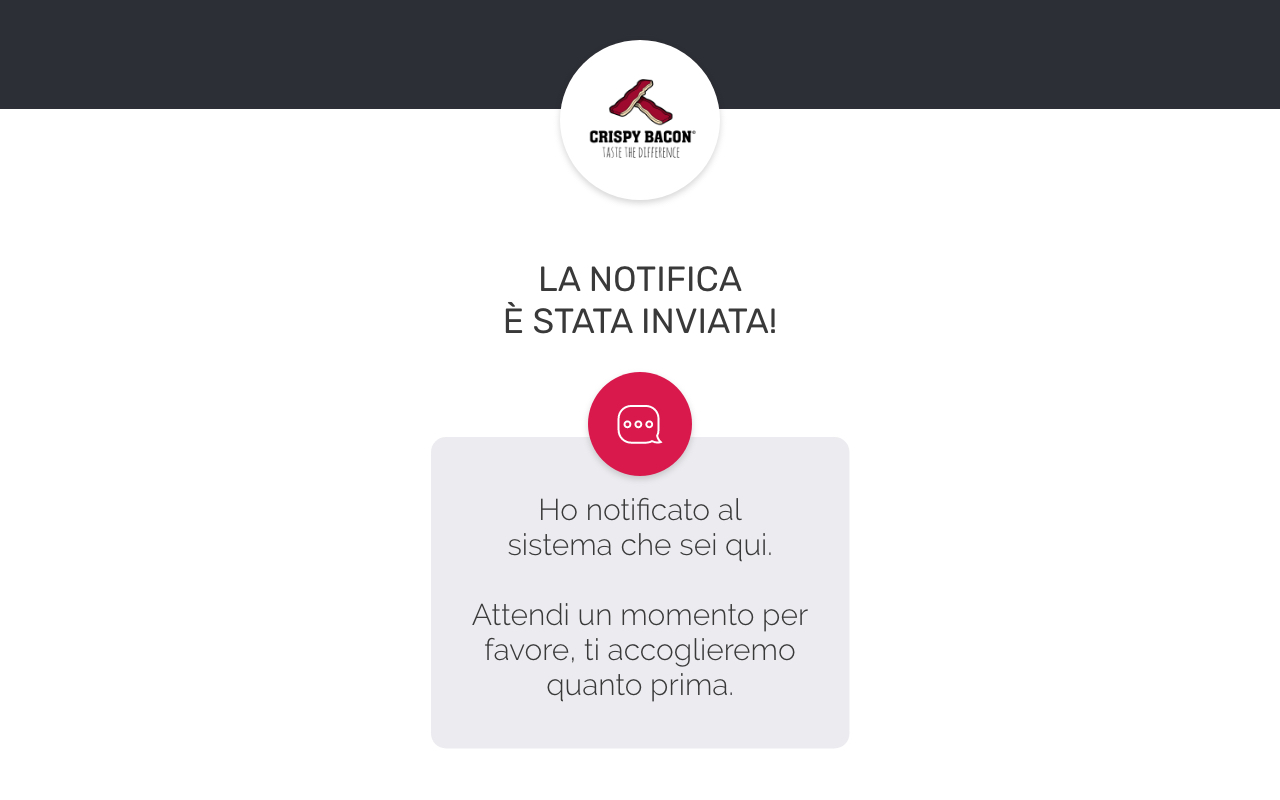 CRISPY BACON®
TASTE THE DIFFERENCE
LA NOTIFICA
È STATA INVIATA!
Ho notificato al
sistema che sei qui.
Attendi un momento per
favore, ti accoglieremo
quanto prima.